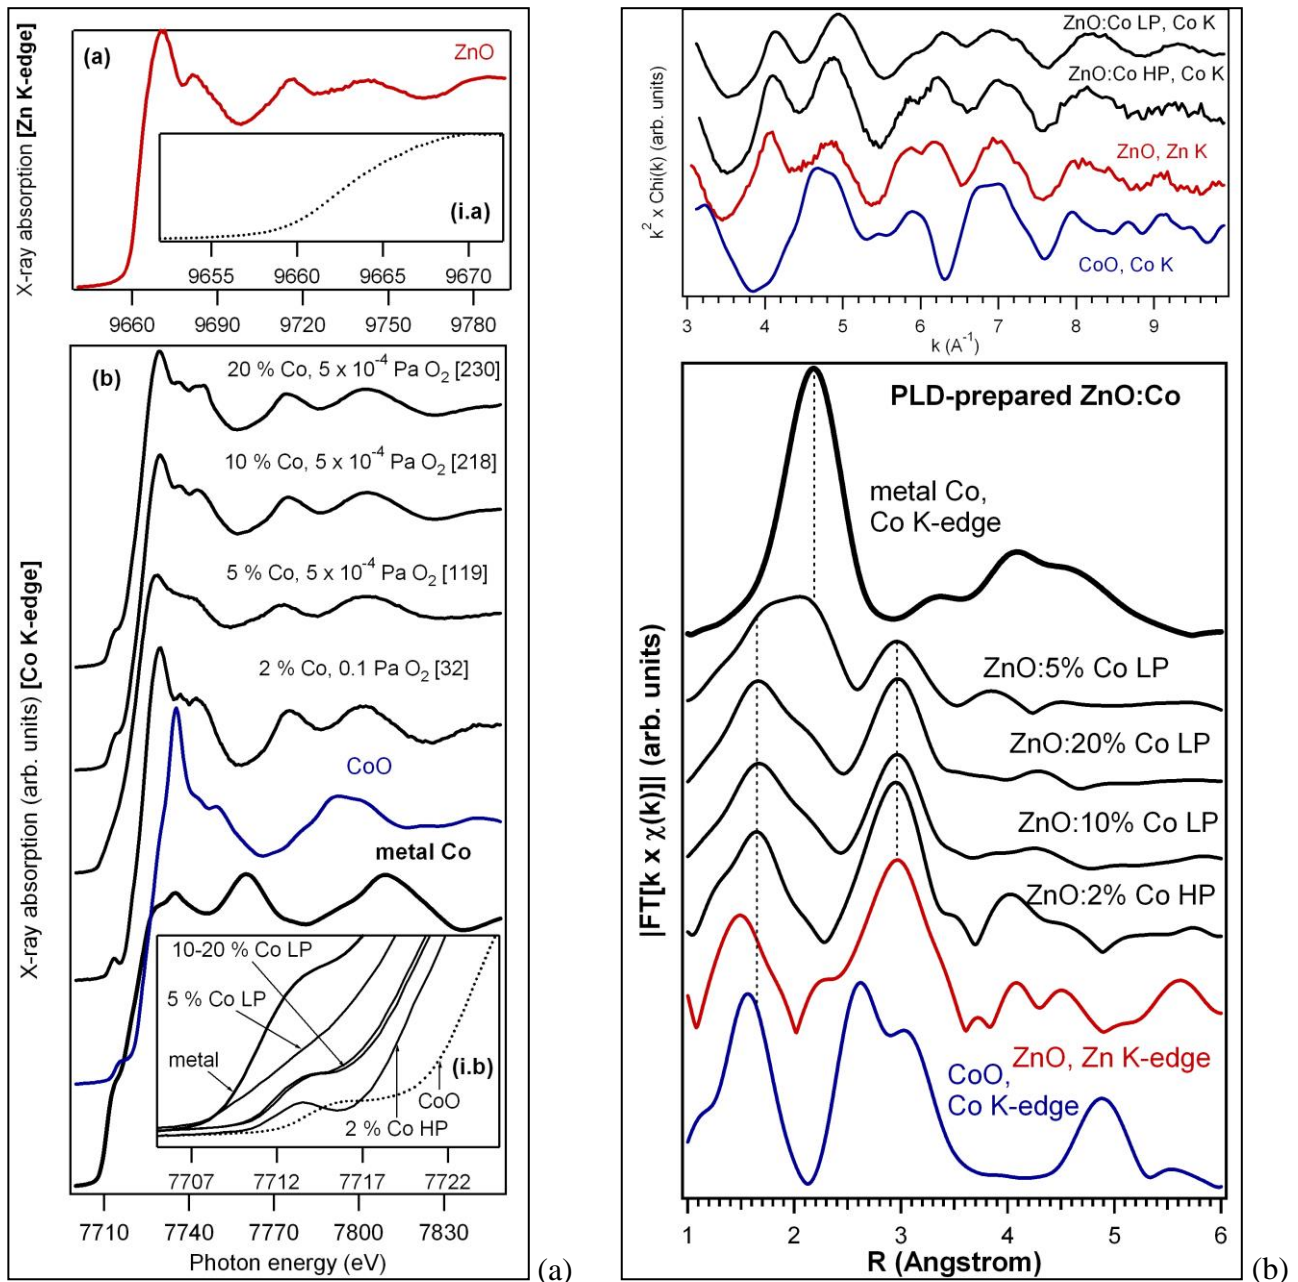 (a)
ZnO
X-ray absorption [Zn K-edge]
(i.a)
9655 9660 9665 9670
9660 9690 9720 9750 9780
(b)
20 % Co, 5 x 10⁻⁴ Pa O₂ [230]
10 % Co, 5 x 10⁻⁴ Pa O₂ [218]
5 % Co, 5 x 10⁻⁴ Pa O₂ [119]
2 % Co, 0.1 Pa O₂ [32]
CoO
metal Co
X-ray absorption (arb. units) [Co K-edge]
10-20 % Co LP
5 % Co LP
metal
(i.b)
CoO
2 % Co HP
7707 7712 7717 7722
7710 7740 7770 7800 7830
Photon energy (eV)
(a)
ZnO:Co LP, Co K
ZnO:Co HP, Co K
ZnO, Zn K
CoO, Co K
k² x Chi(k) (arb. units)
3 4 5 6 7 8 9
k (A⁻¹)
PLD-prepared ZnO:Co
metal Co,
Co K-edge
ZnO:5% Co LP
ZnO:20% Co LP
ZnO:10% Co LP
ZnO:2% Co HP
ZnO, Zn K-edge
CoO,
Co K-edge
|FT[k x χ(k)]| (arb. units)
1 2 3 4 5 6
R (Angstrom)
(b)